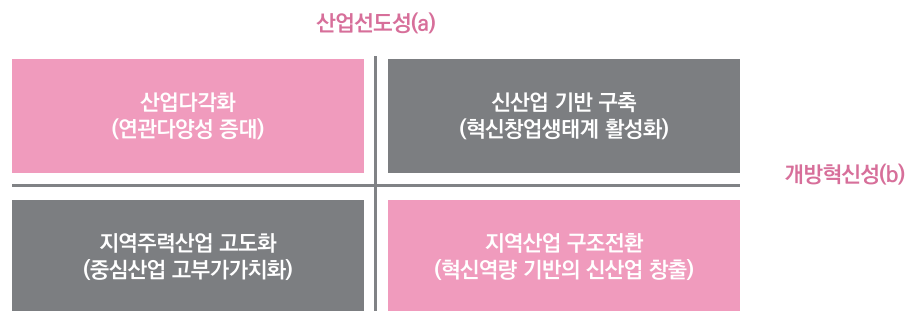 산업선도성(a)
산업다각화
(연관다양성 증대)
신산업 기반 구축
(혁신창업생태계 활성화)
개방혁신성(b)
지역주력산업 고도화
(중심산업 고부가가치화)
지역산업 구조전환
(혁신역량 기반의 신산업 창출)